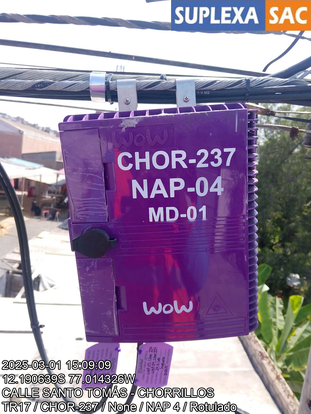 SUPLEXA SAC
WOW
CHOR-237
NAP-04
MD-01
WOW
2025-03-01 15:09:09
12.190639S 77.014326W
CALLE SANTO TOMÁS - CHORRILLOS
TR17 / CHOR-237 / None / NAP 4 / Rotulado